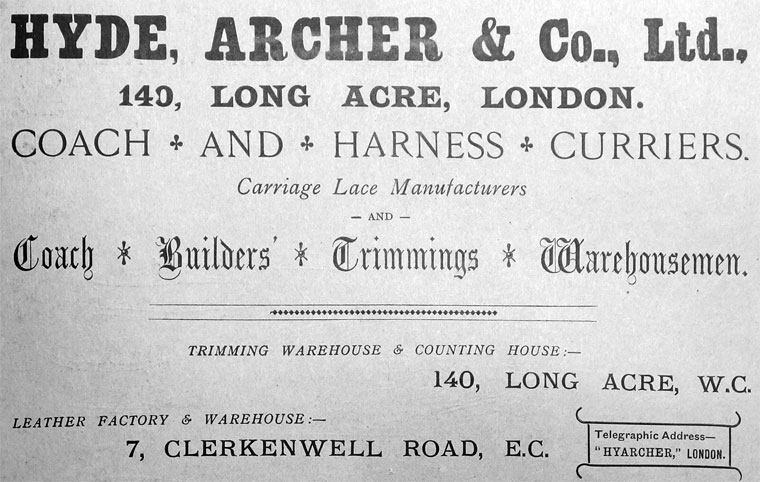 HYDE, ARCHER & Co., Ltd.,
140, LONG ACRE, LONDON.
COACH ✤ AND ✤ HARNESS ✤ CURRIERS.
Carriage Lace Manufacturers
— AND —
Coach * Builders' * Trimmings * Warehousemen.
TRIMMING WAREHOUSE & COUNTING HOUSE:—
140, LONG ACRE, W.C.
LEATHER FACTORY & WAREHOUSE:—
7, CLERKENWELL ROAD, E.C.
Telegraphic Address—
"HYARCHER," LONDON.